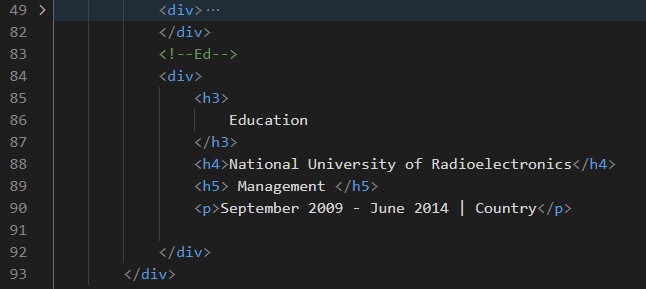 49 > <div>···
82 </div>
83 <!--Ed-->
84 <div>
85 <h3>
86 Education
87 </h3>
88 <h4>National University of Radioelectronics</h4>
89 <h5> Management </h5>
90 <p>September 2009 - June 2014 | Country</p>
91
92 </div>
93 </div>